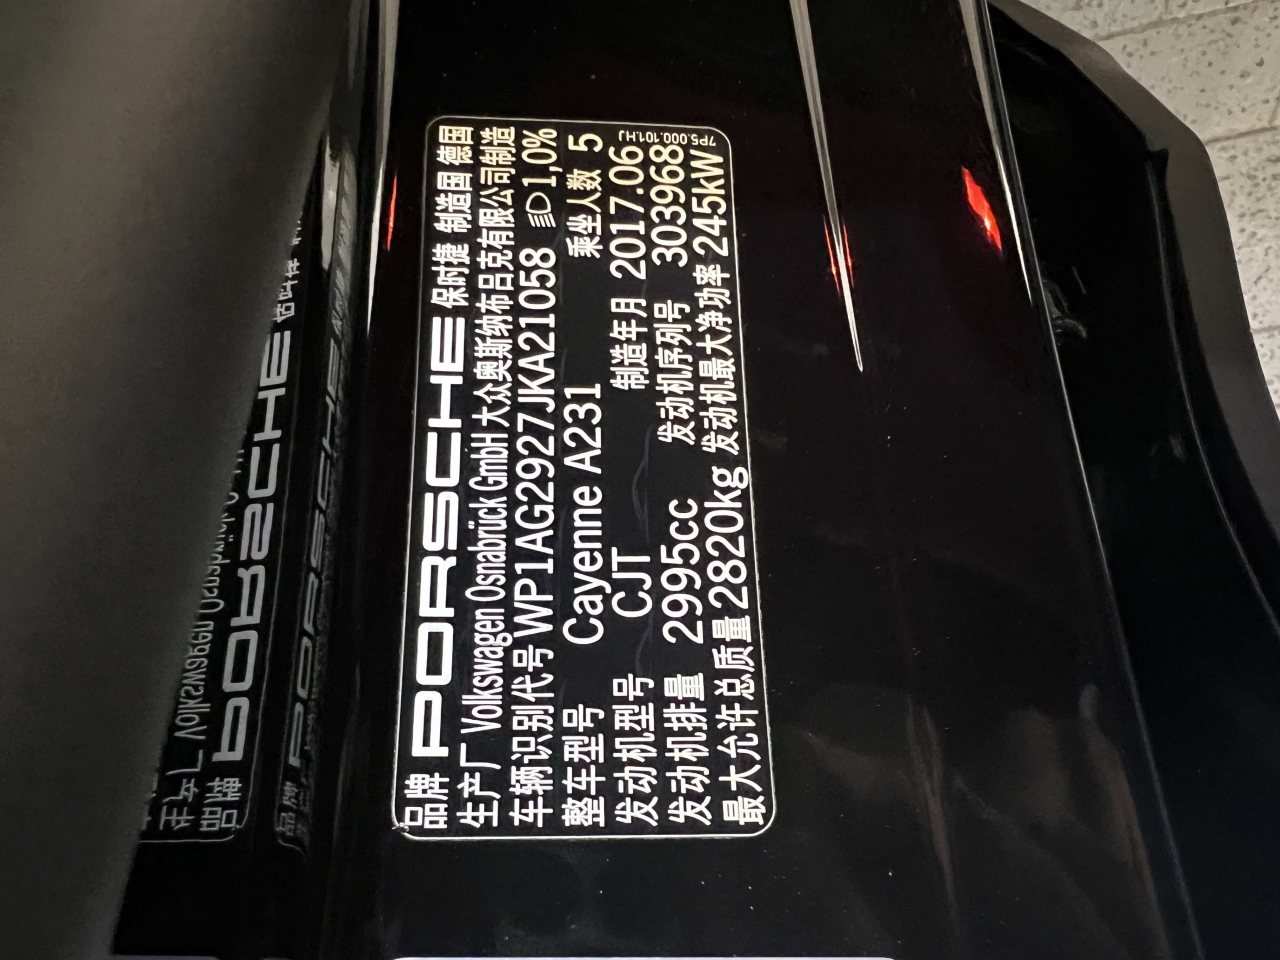 品牌 PORSCHE 保时捷 制造国 德国
生产厂 Volkswagen Osnabrück GmbH 大众奥斯纳布吕克有限公司制造
车辆识别代号 WP1AG2927JKA21058 1,0%
整车型号 Cayenne A231 乘坐人数 5
发动机型号 CJT 制造年月 2017.06
发动机排量 2995cc 发动机序列号 303968
最大允许总质量 2820kg 发动机最大净功率 245kW
7P5.000.101.HJ